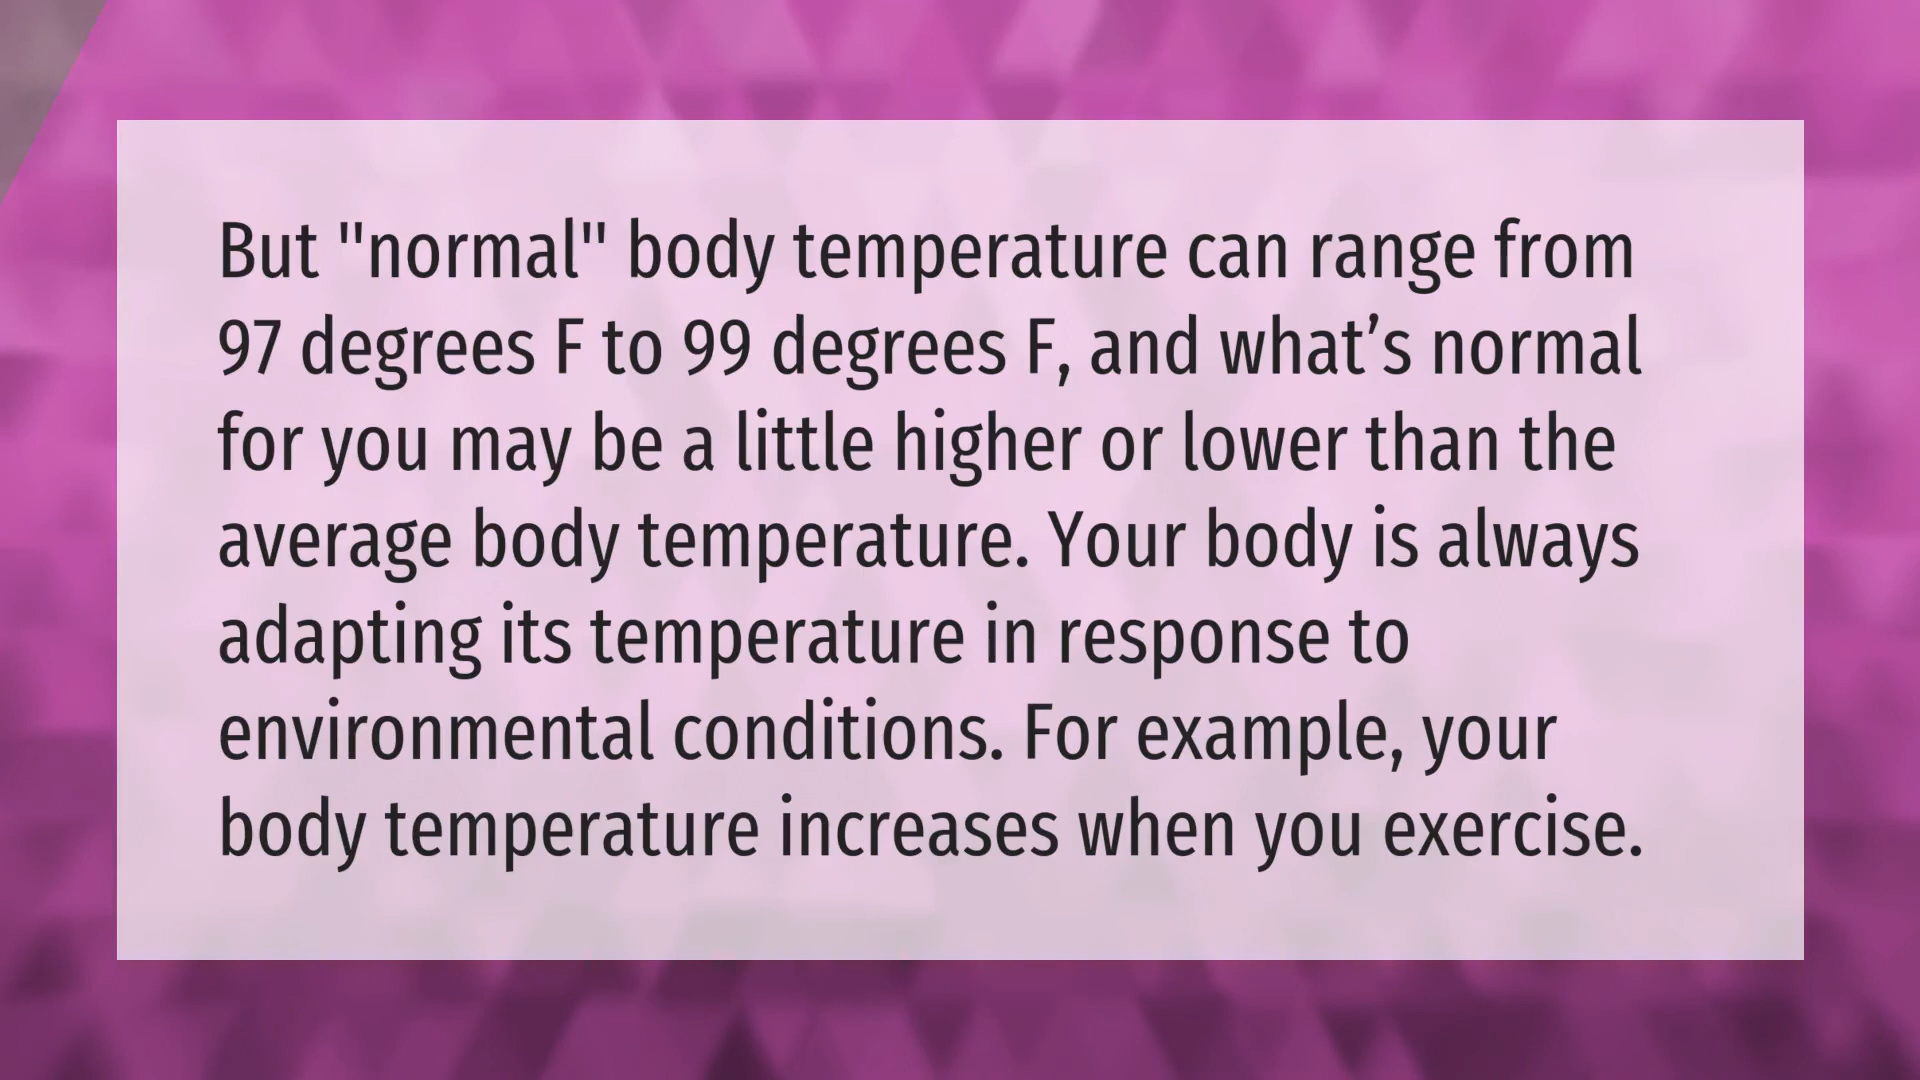 But "normal" body temperature can range from
97 degrees F to 99 degrees F, and what’s normal
for you may be a little higher or lower than the
average body temperature. Your body is always
adapting its temperature in response to
environmental conditions. For example, your
body temperature increases when you exercise.